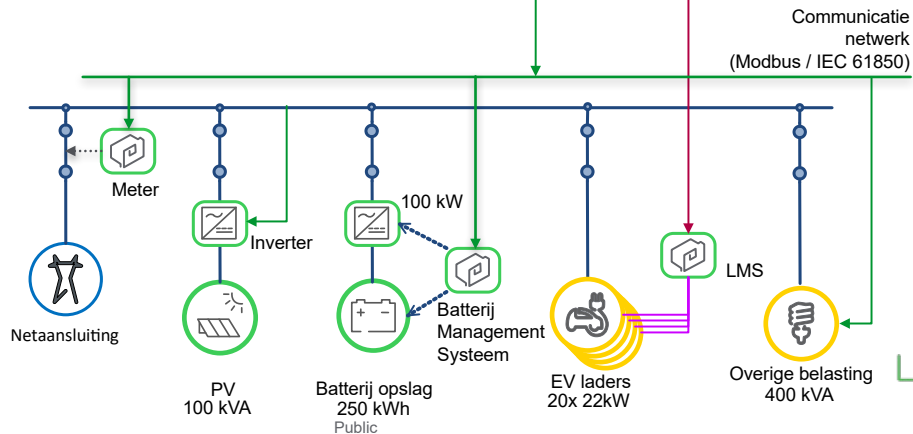 Communicatie
netwerk
(Modbus / IEC 61850)
Meter
100 kW
Inverter
LMS
Netaansluiting
Batterij
Management
Systeem
PV
100 kVA
Batterij opslag
250 kWh
Public
EV laders
20x 22kW
Overige belasting
400 kVA